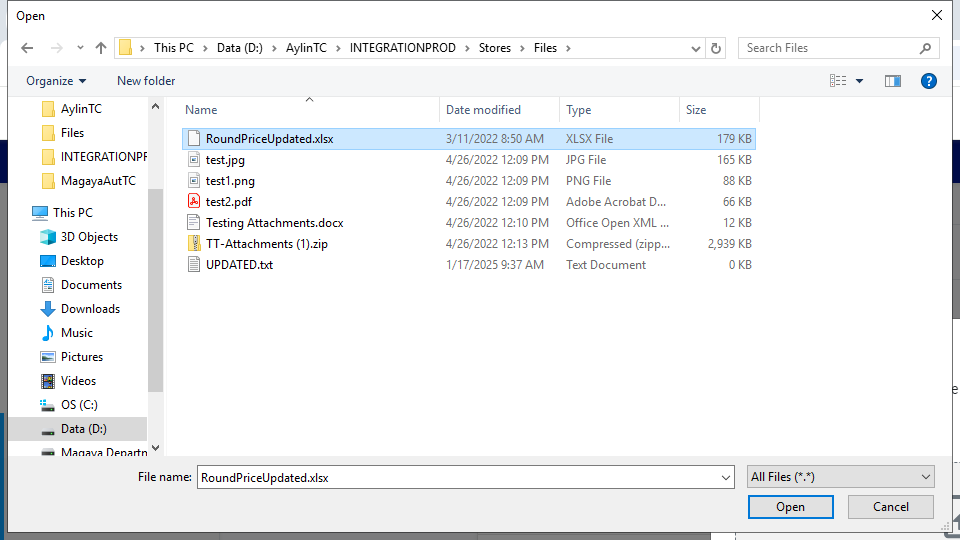 Open
This PC > Data (D:) > AylinTC > INTEGRATIONPROD > Stores > Files >
Search Files
Organize
New folder
AylinTC
Files
INTEGRATIONPR
MagayaAutTC
This PC
3D Objects
Desktop
Documents
Downloads
Music
Pictures
Videos
OS (C:)
Data (D:)
Magaya Departn
Name Date modified Type Size
RoundPriceUpdated.xlsx 3/11/2022 8:50 AM XLSX File 179 KB
test.jpg 4/26/2022 12:09 PM JPG File 165 KB
test1.png 4/26/2022 12:09 PM PNG File 88 KB
test2.pdf 4/26/2022 12:09 PM Adobe Acrobat D... 66 KB
Testing Attachments.docx 4/26/2022 12:10 PM Office Open XML ... 12 KB
TT-Attachments (1).zip 4/26/2022 12:13 PM Compressed (zipp... 2,939 KB
UPDATED.txt 1/17/2025 9:37 AM Text Document 0 KB
File name: RoundPriceUpdated.xlsx
All Files (*.*)
Open
Cancel